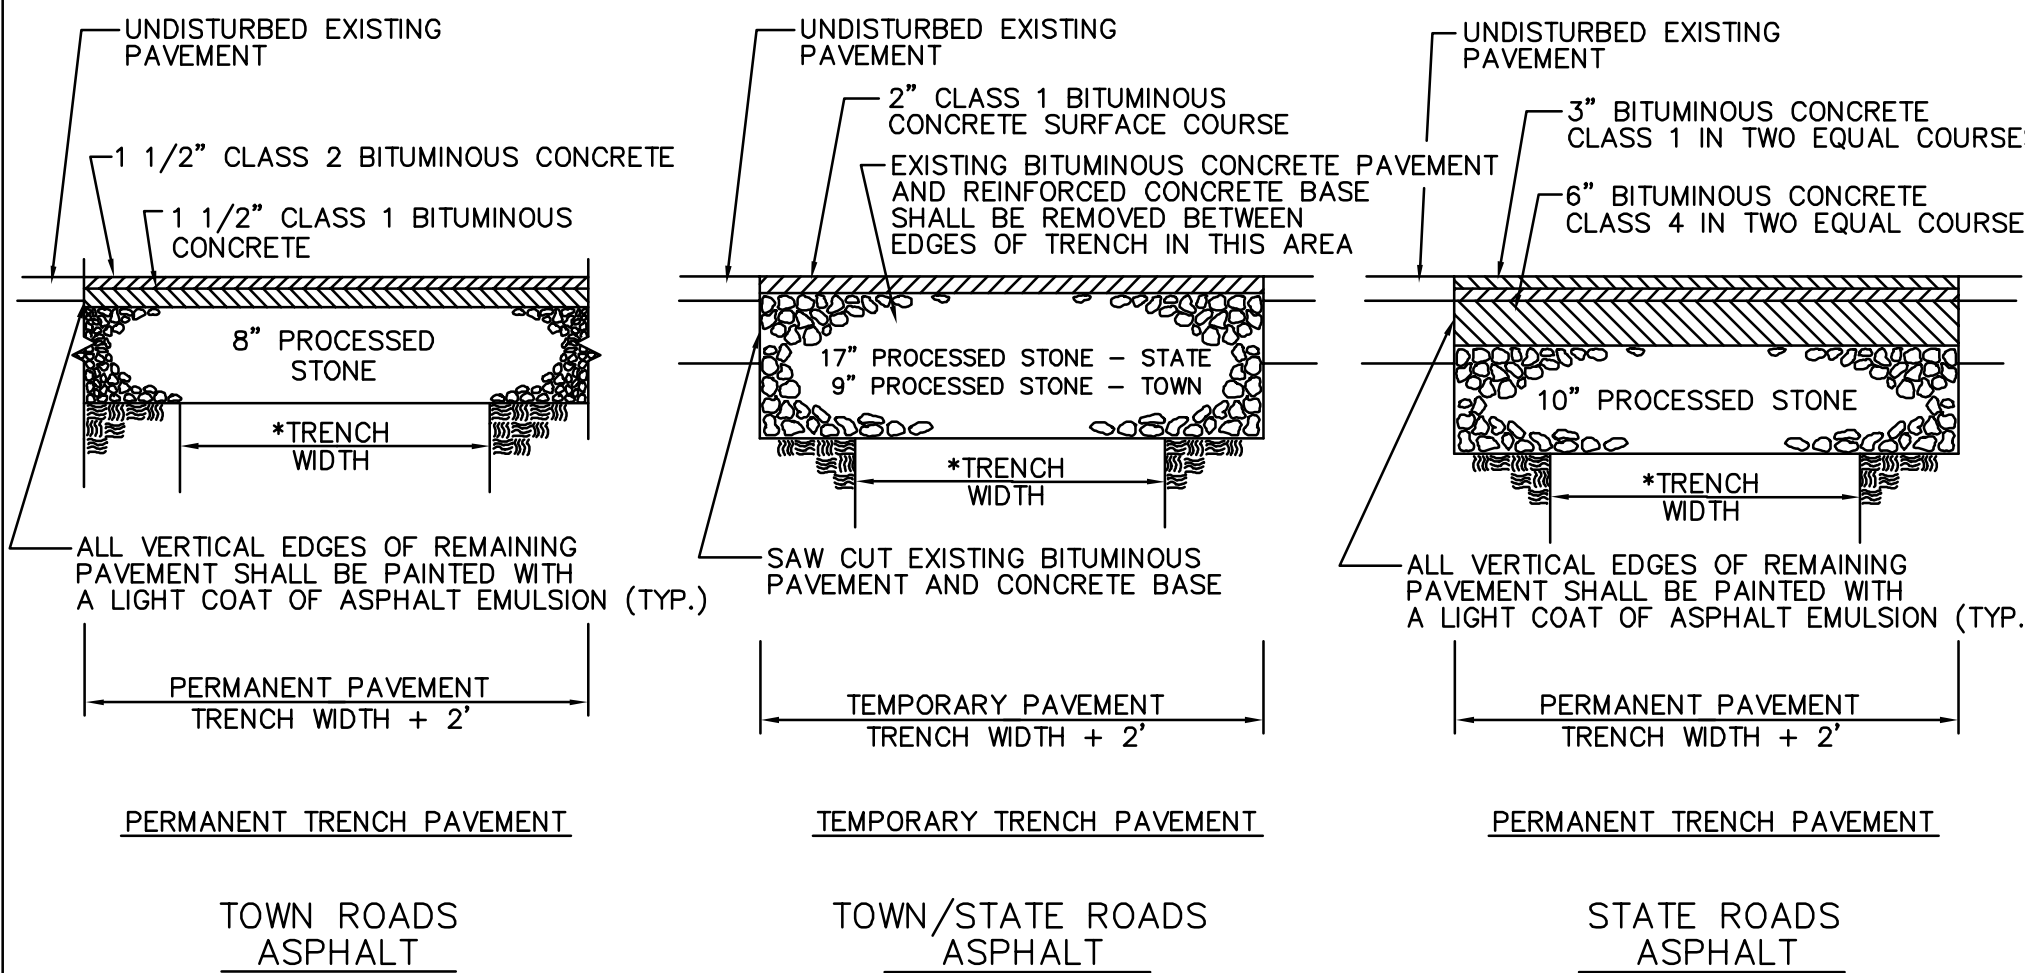 UNDISTURBED EXISTING
PAVEMENT
1 1/2" CLASS 2 BITUMINOUS CONCRETE
1 1/2" CLASS 1 BITUMINOUS
CONCRETE
8" PROCESSED
STONE
*TRENCH
WIDTH
ALL VERTICAL EDGES OF REMAINING
PAVEMENT SHALL BE PAINTED WITH
A LIGHT COAT OF ASPHALT EMULSION (TYP.)
PERMANENT PAVEMENT
TRENCH WIDTH + 2'
PERMANENT TRENCH PAVEMENT
TOWN ROADS
ASPHALT
UNDISTURBED EXISTING
PAVEMENT
2" CLASS 1 BITUMINOUS
CONCRETE SURFACE COURSE
EXISTING BITUMINOUS CONCRETE PAVEMENT
AND REINFORCED CONCRETE BASE
SHALL BE REMOVED BETWEEN
EDGES OF TRENCH IN THIS AREA
17" PROCESSED STONE – STATE
9" PROCESSED STONE – TOWN
*TRENCH
WIDTH
SAW CUT EXISTING BITUMINOUS
PAVEMENT AND CONCRETE BASE
TEMPORARY PAVEMENT
TRENCH WIDTH + 2'
TEMPORARY TRENCH PAVEMENT
TOWN/STATE ROADS
ASPHALT
UNDISTURBED EXISTING
PAVEMENT
3" BITUMINOUS CONCRETE
CLASS 1 IN TWO EQUAL COURSES
6" BITUMINOUS CONCRETE
CLASS 4 IN TWO EQUAL COURSE
10" PROCESSED STONE
*TRENCH
WIDTH
ALL VERTICAL EDGES OF REMAINING
PAVEMENT SHALL BE PAINTED WITH
A LIGHT COAT OF ASPHALT EMULSION (TYP.
PERMANENT PAVEMENT
TRENCH WIDTH + 2'
PERMANENT TRENCH PAVEMENT
STATE ROADS
ASPHALT